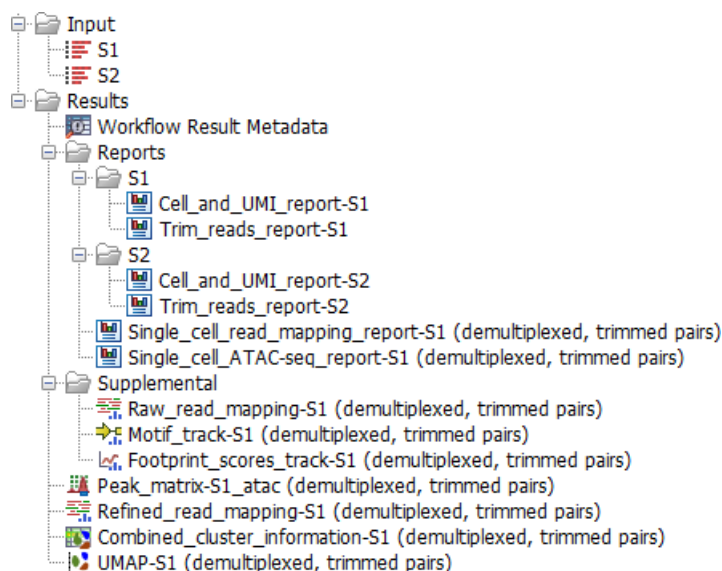 Input
S1
S2
Results
Workflow Result Metadata
Reports
S1
Cell_and_UMI_report-S1
Trim_reads_report-S1
S2
Cell_and_UMI_report-S2
Trim_reads_report-S2
Single_cell_read_mapping_report-S1 (demultiplexed, trimmed pairs)
Single_cell_ATAC-seq_report-S1 (demultiplexed, trimmed pairs)
Supplemental
Raw_read_mapping-S1 (demultiplexed, trimmed pairs)
Motif_track-S1 (demultiplexed, trimmed pairs)
Footprint_scores_track-S1 (demultiplexed, trimmed pairs)
Peak_matrix-S1_atac (demultiplexed, trimmed pairs)
Refined_read_mapping-S1 (demultiplexed, trimmed pairs)
Combined_cluster_information-S1 (demultiplexed, trimmed pairs)
UMAP-S1 (demultiplexed, trimmed pairs)